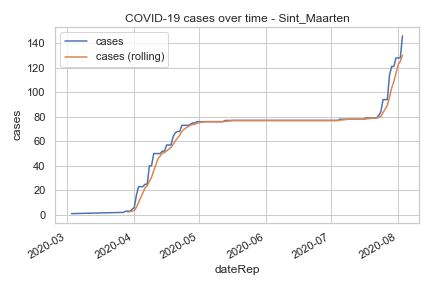 COVID-19 cases over time - Sint_Maarten
cases
cases (rolling)
140
120
100
80
60
40
20
0
cases
2020-03
2020-04
2020-05
2020-06
2020-07
2020-08
dateRep